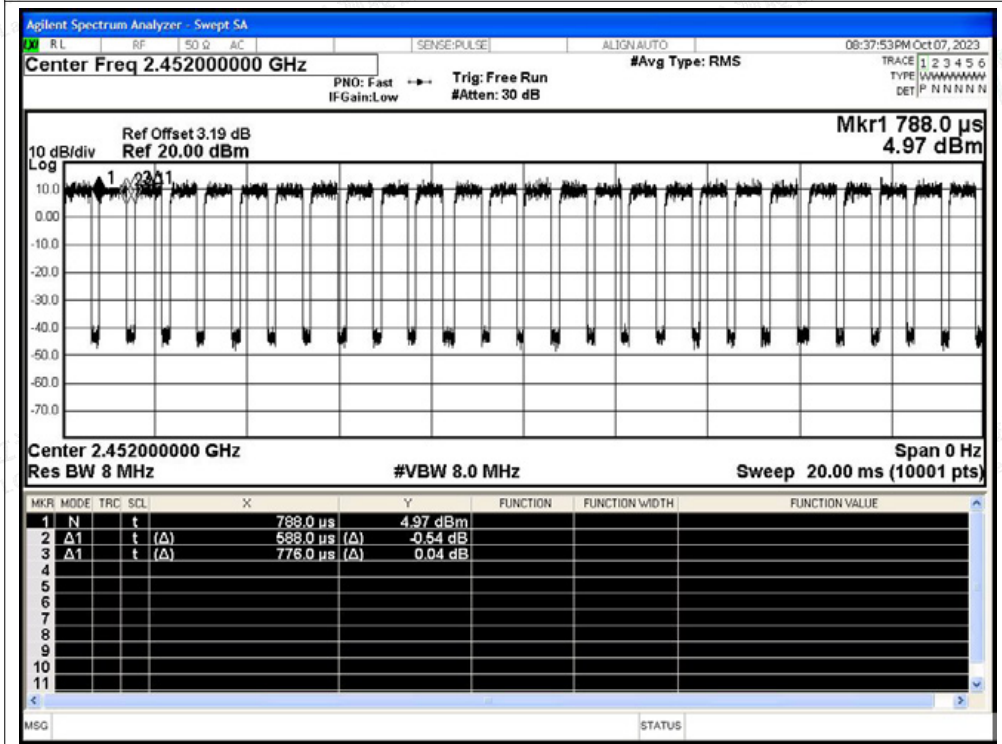 Agilent Spectrum Analyzer - Swept SA
RL RF 50 Ω AC SENSE:PULSE ALIGN AUTO 08:37:53PM Oct 07, 2023
Center Freq 2.452000000 GHz #Avg Type: RMS TRACE 1 2 3 4 5 6
PNO: Fast Trig: Free Run TYPE WWWWWW
IFGain:Low #Atten: 30 dB DET P N N N N N
Mkr1 788.0 µs
Ref Offset 3.19 dB
10 dB/div Ref 20.00 dBm 4.97 dBm
Log
10.0
0.00
-10.0
-20.0
-30.0
-40.0
-50.0
-60.0
-70.0
Center 2.452000000 GHz Span 0 Hz
Res BW 8 MHz #VBW 8.0 MHz Sweep 20.00 ms (10001 pts)
MKR MODE TRC SCL X Y FUNCTION FUNCTION WIDTH FUNCTION VALUE
1 N t 788.0 µs 4.97 dBm
2 Δ1 t (Δ) 588.0 µs (Δ) -0.54 dB
3 Δ1 t (Δ) 776.0 µs (Δ) 0.04 dB
4
5
6
7
8
9
10
11
MSG STATUS